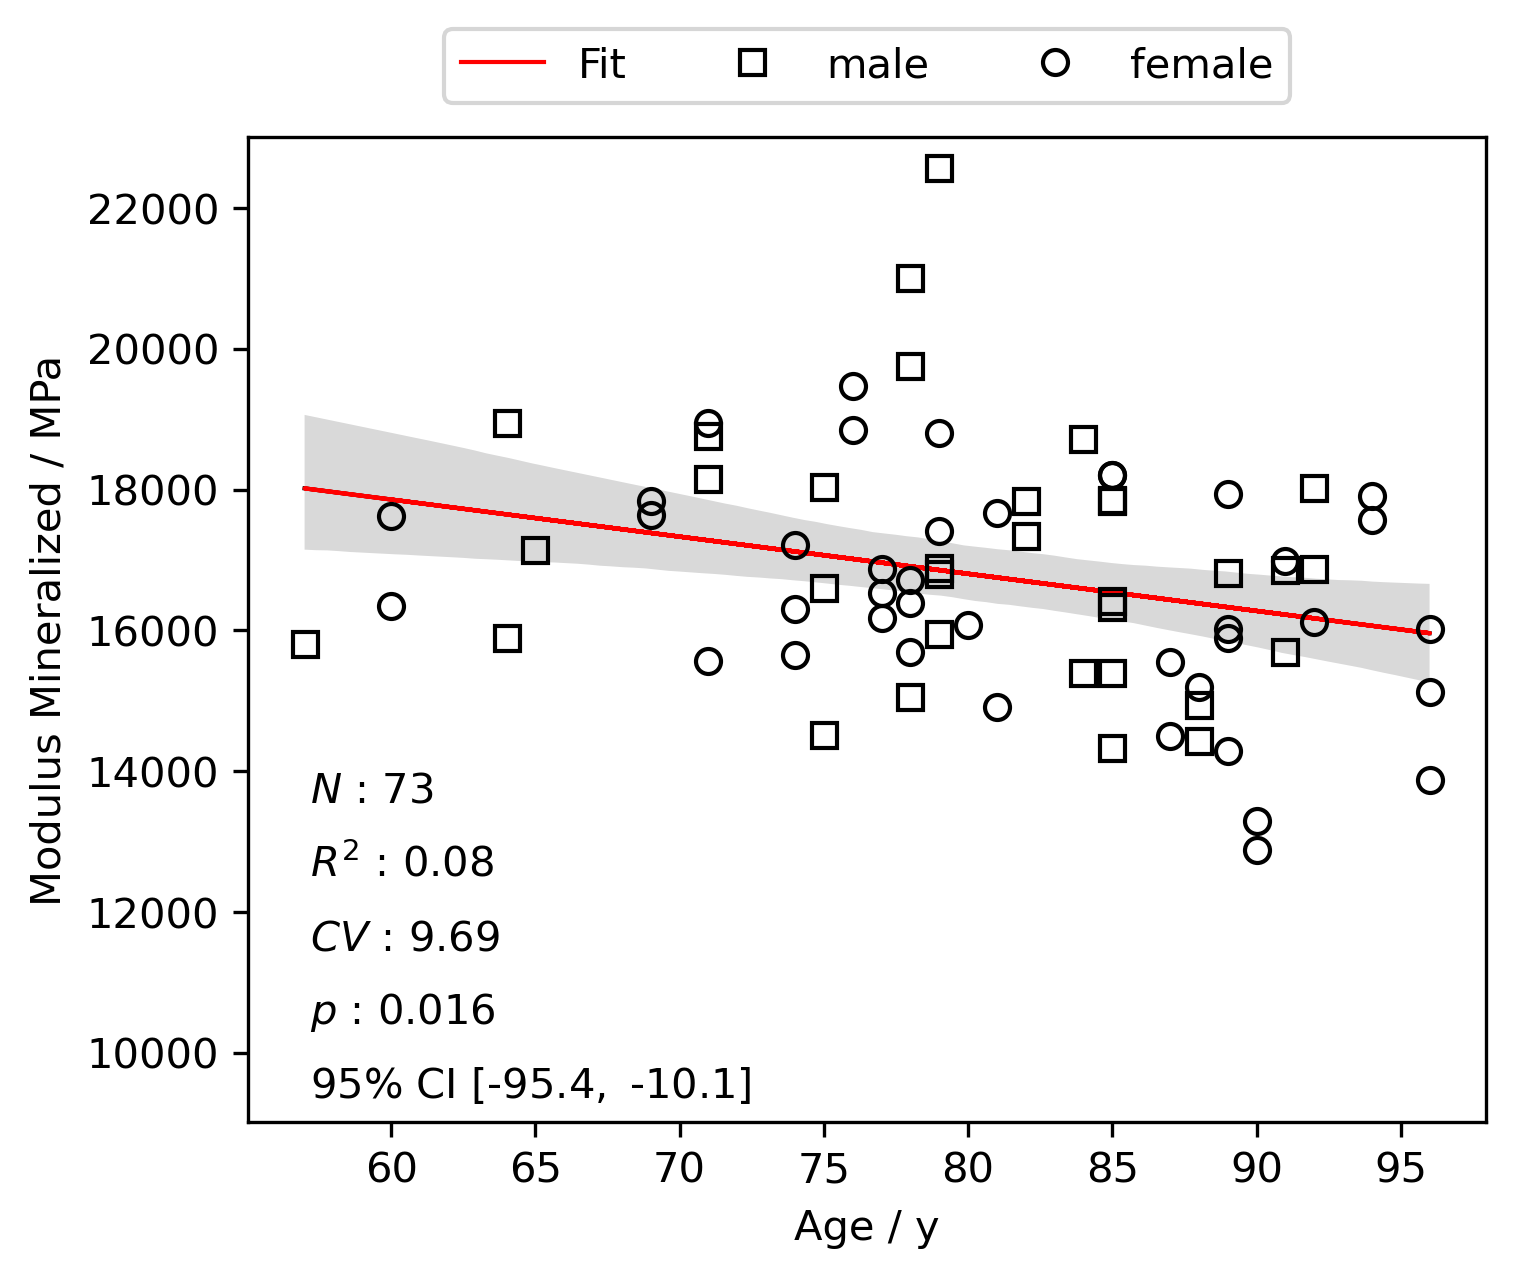 Fit male female
22000
20000
18000
16000
14000
12000
10000
Modulus Mineralized / MPa
N : 73
R² : 0.08
CV : 9.69
p : 0.016
95% CI [-95.4, -10.1]
60 65 70 75 80 85 90 95
Age / y